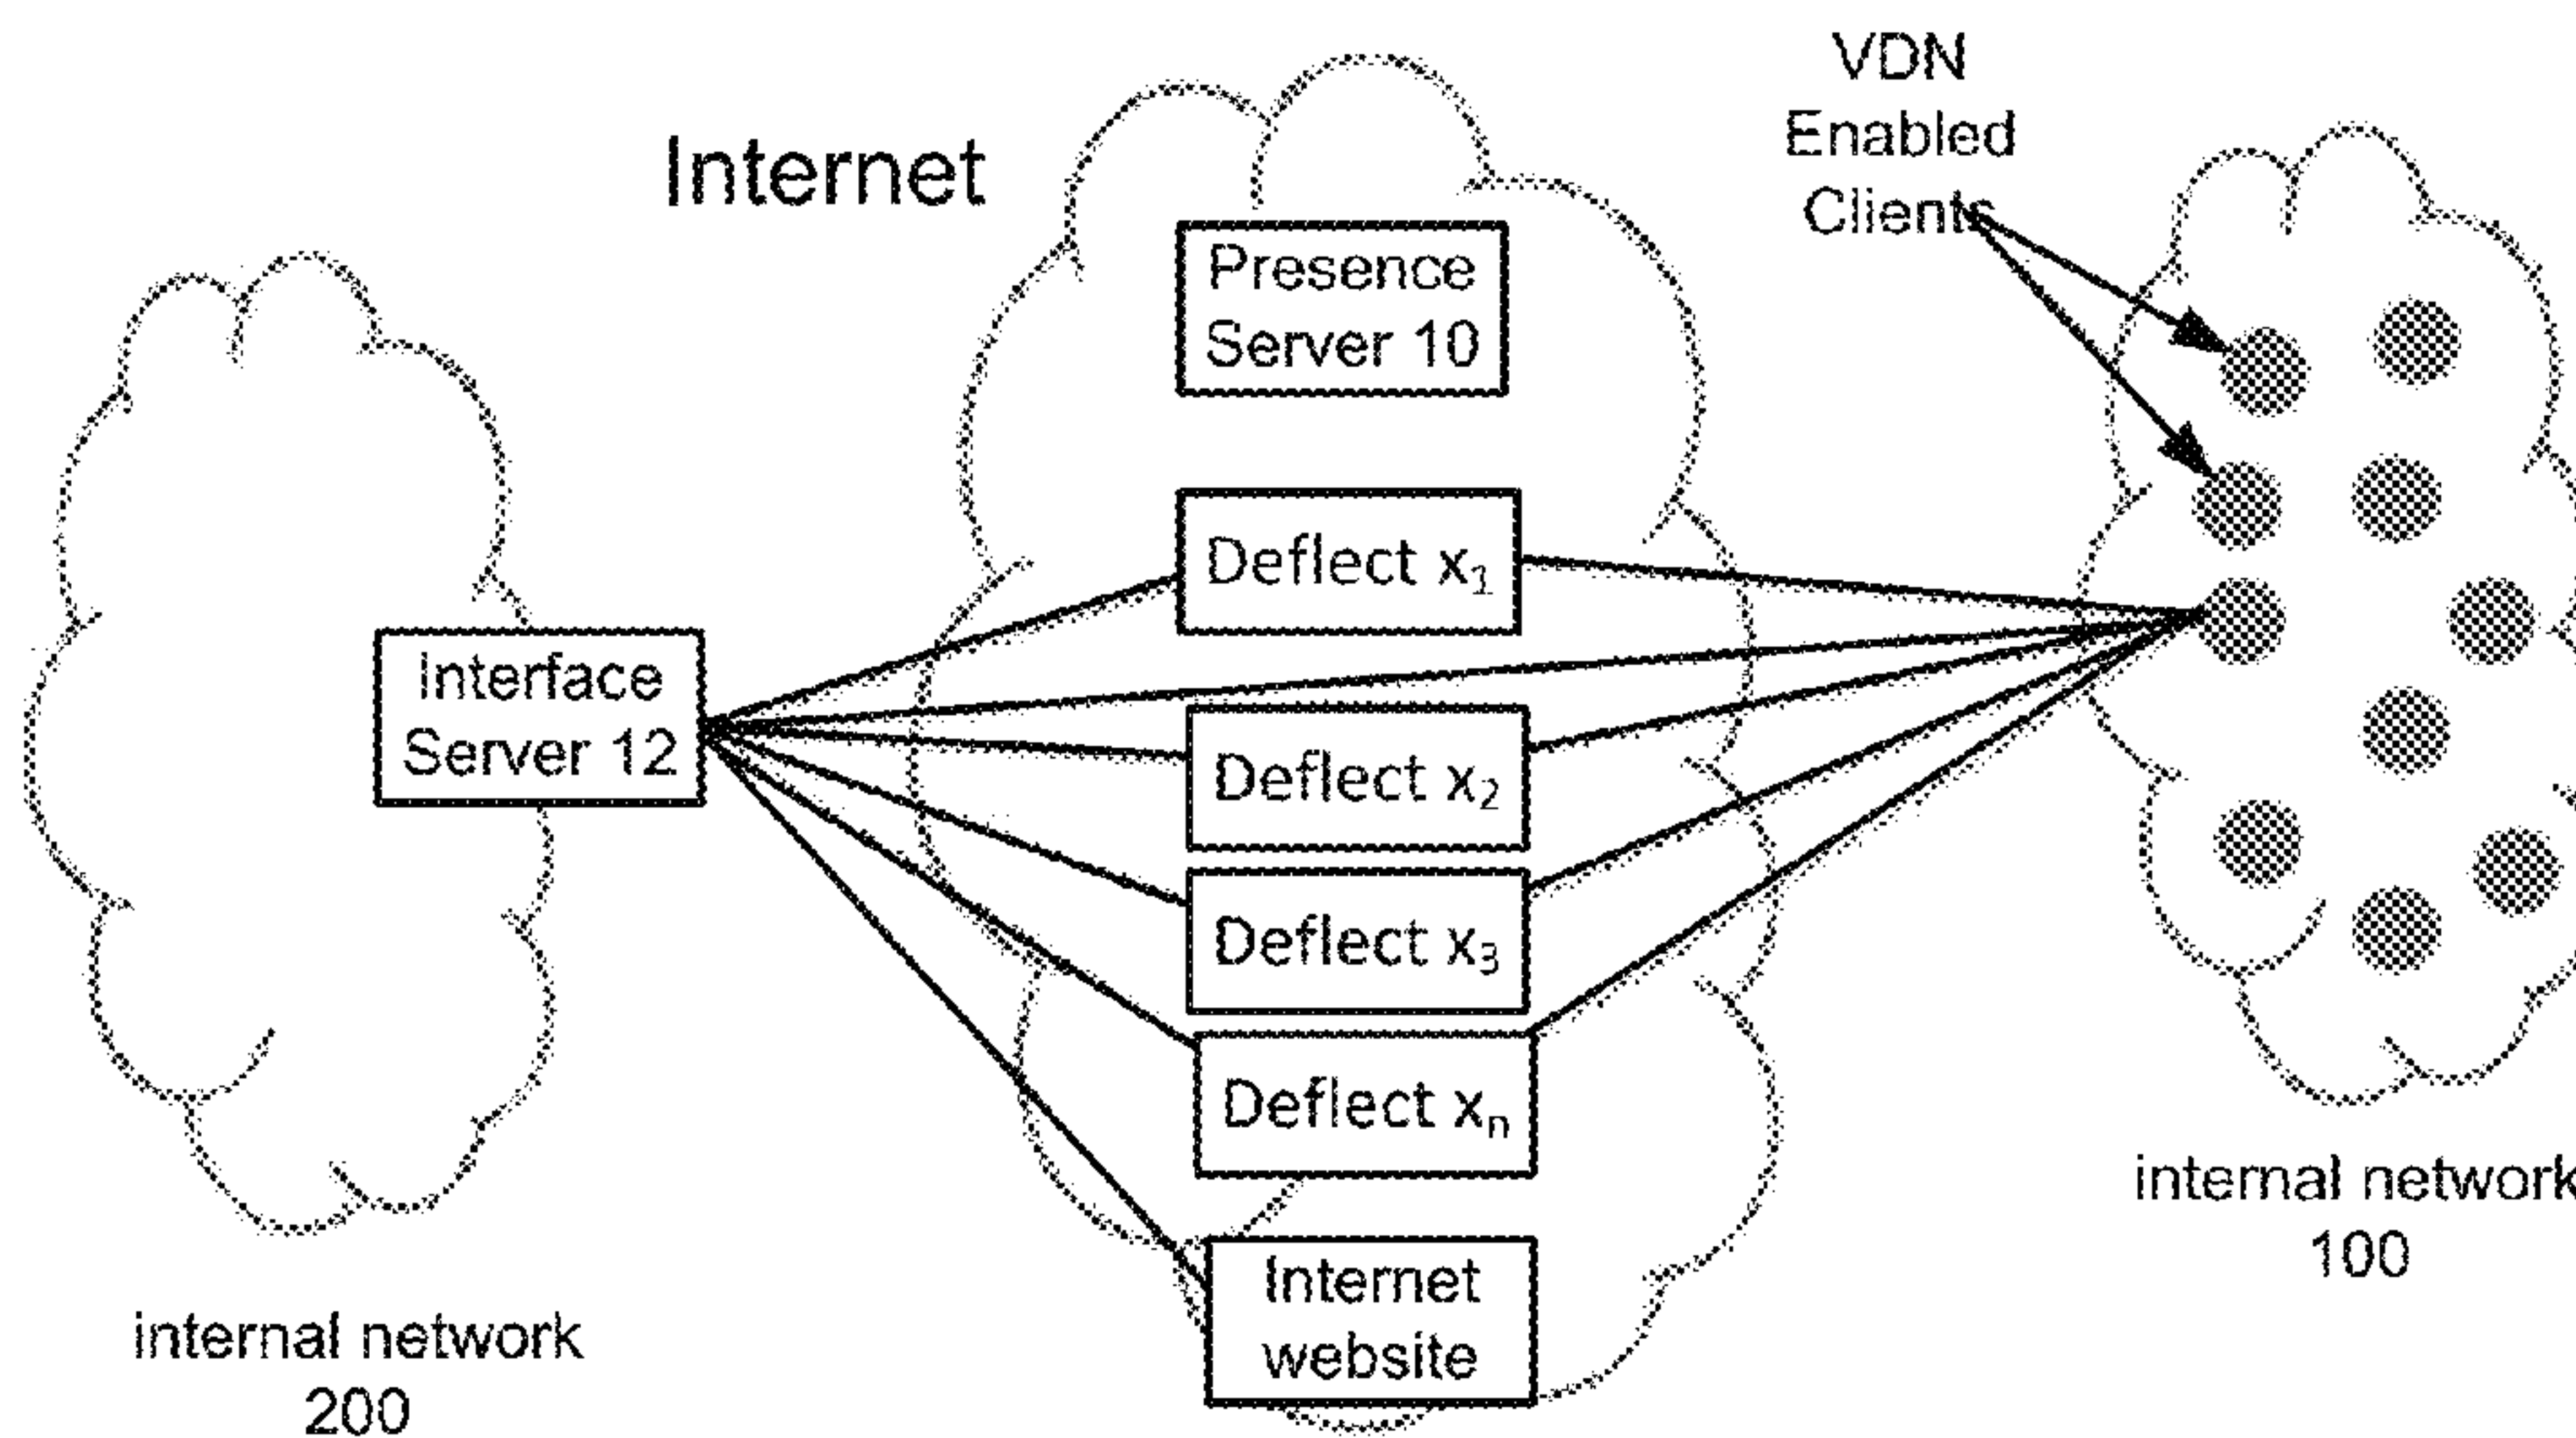 Internet
VDN
Enabled
Clients
Presence
Server 10
Deflect x₁
Interface
Server 12
Deflect x₂
Deflect x₃
Deflect xₙ
Internet
website
internal network
100
internal network
200